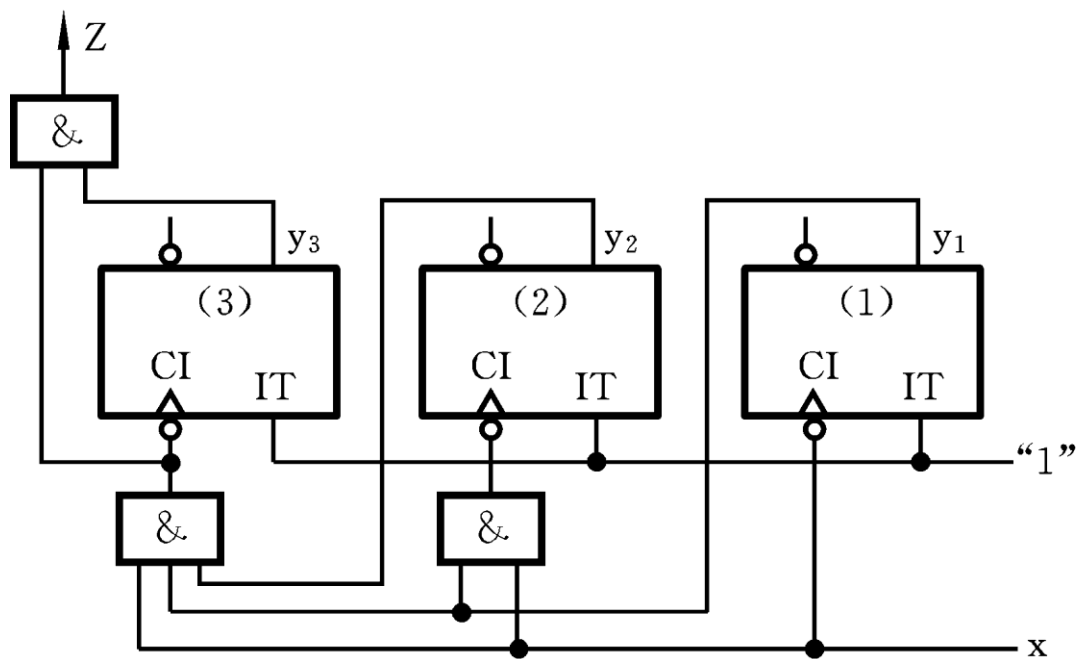 Z
&
y₃
y₂
y₁
(3)
(2)
(1)
CI
IT
CI
IT
CI
IT
“1”
&
&
x